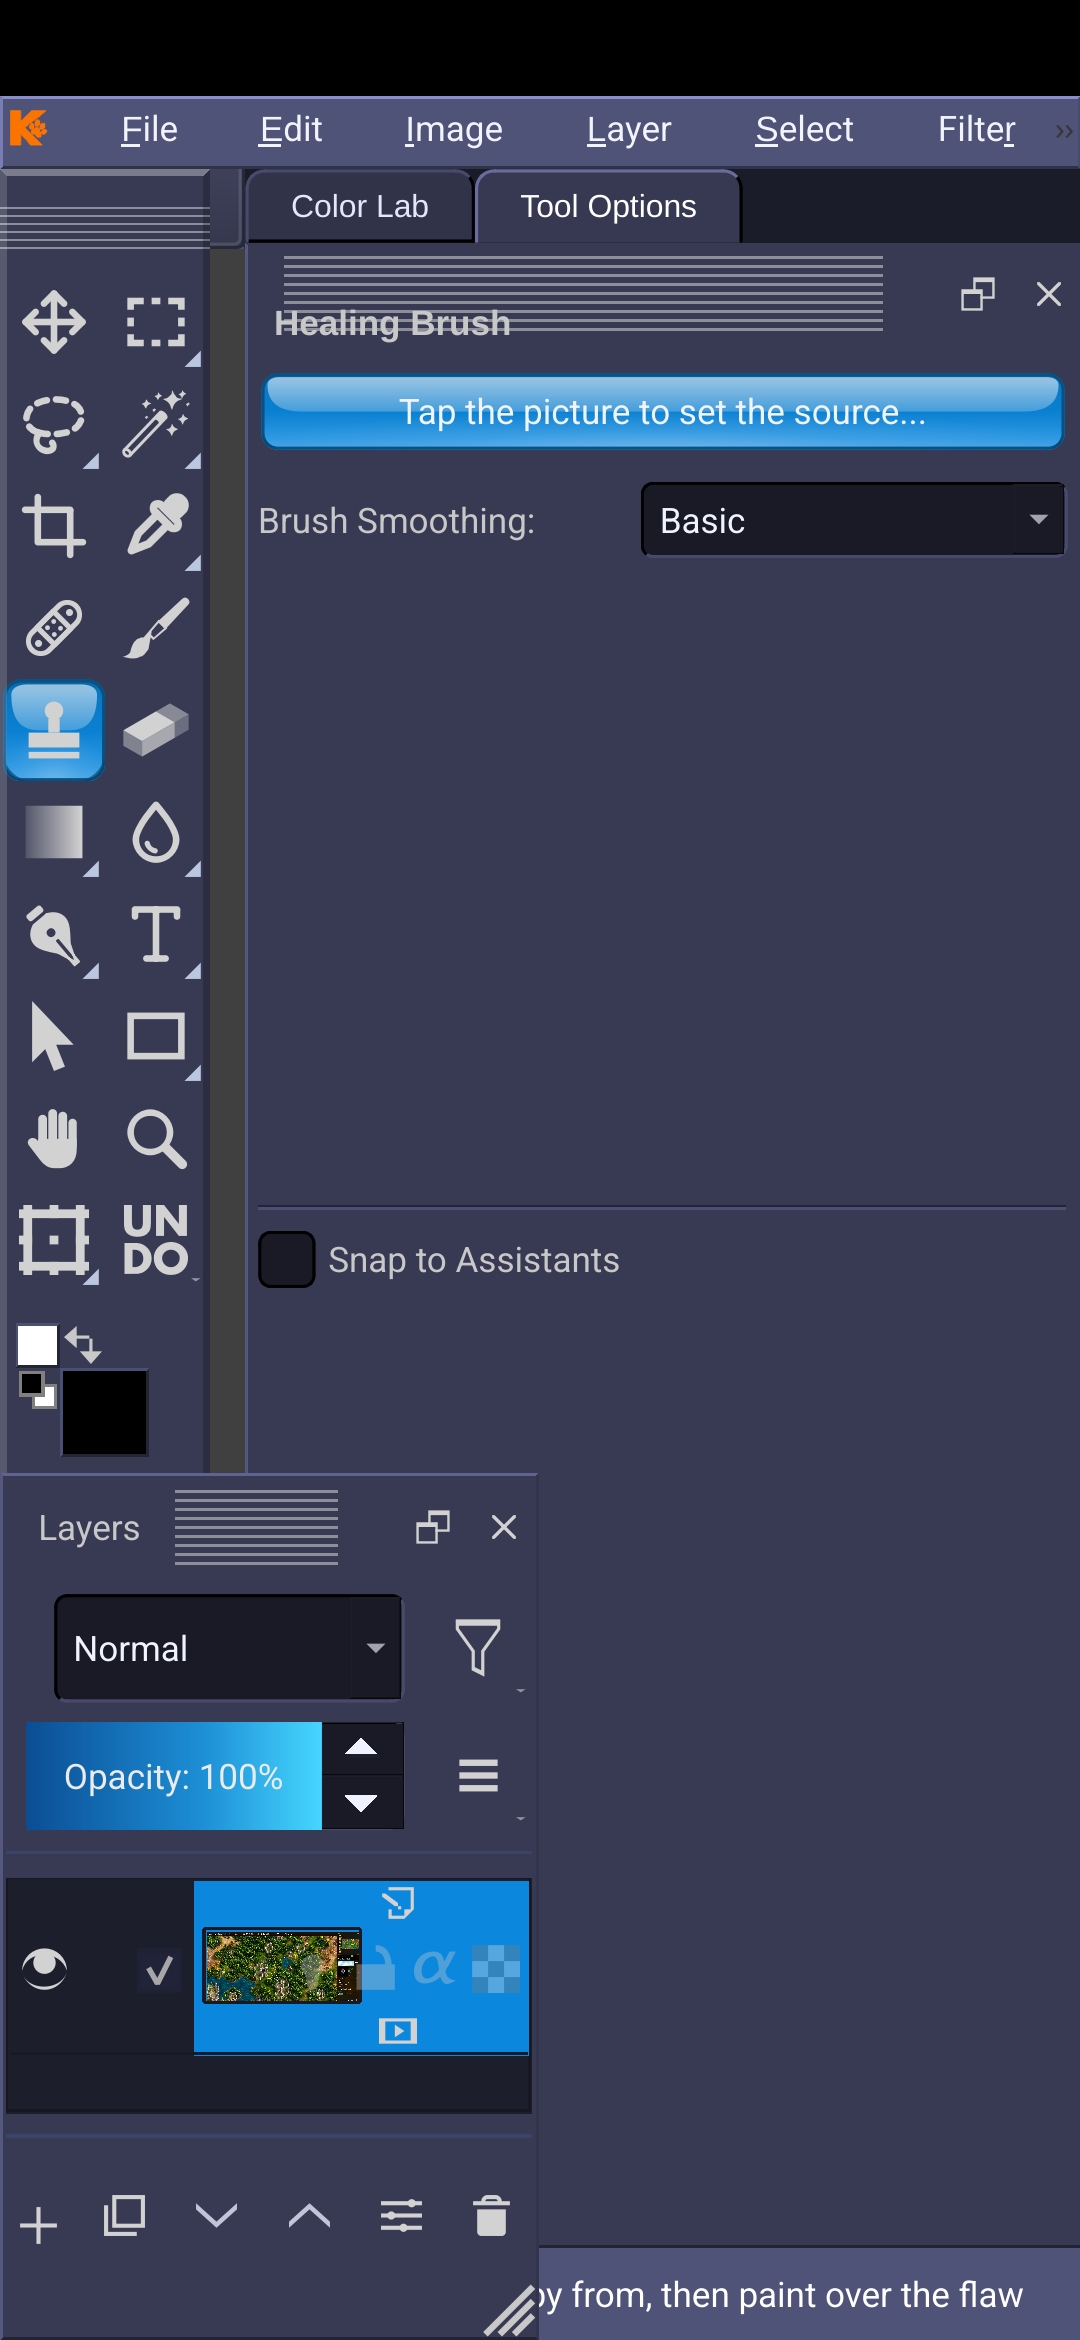 File Edit Image Layer Select Filter »
Color Lab Tool Options
Healing Brush
Tap the picture to set the source...
Brush Smoothing: Basic
T
UN
DO
Snap to Assistants
Layers
Normal
Opacity: 100%
α
from, then paint over the flaw